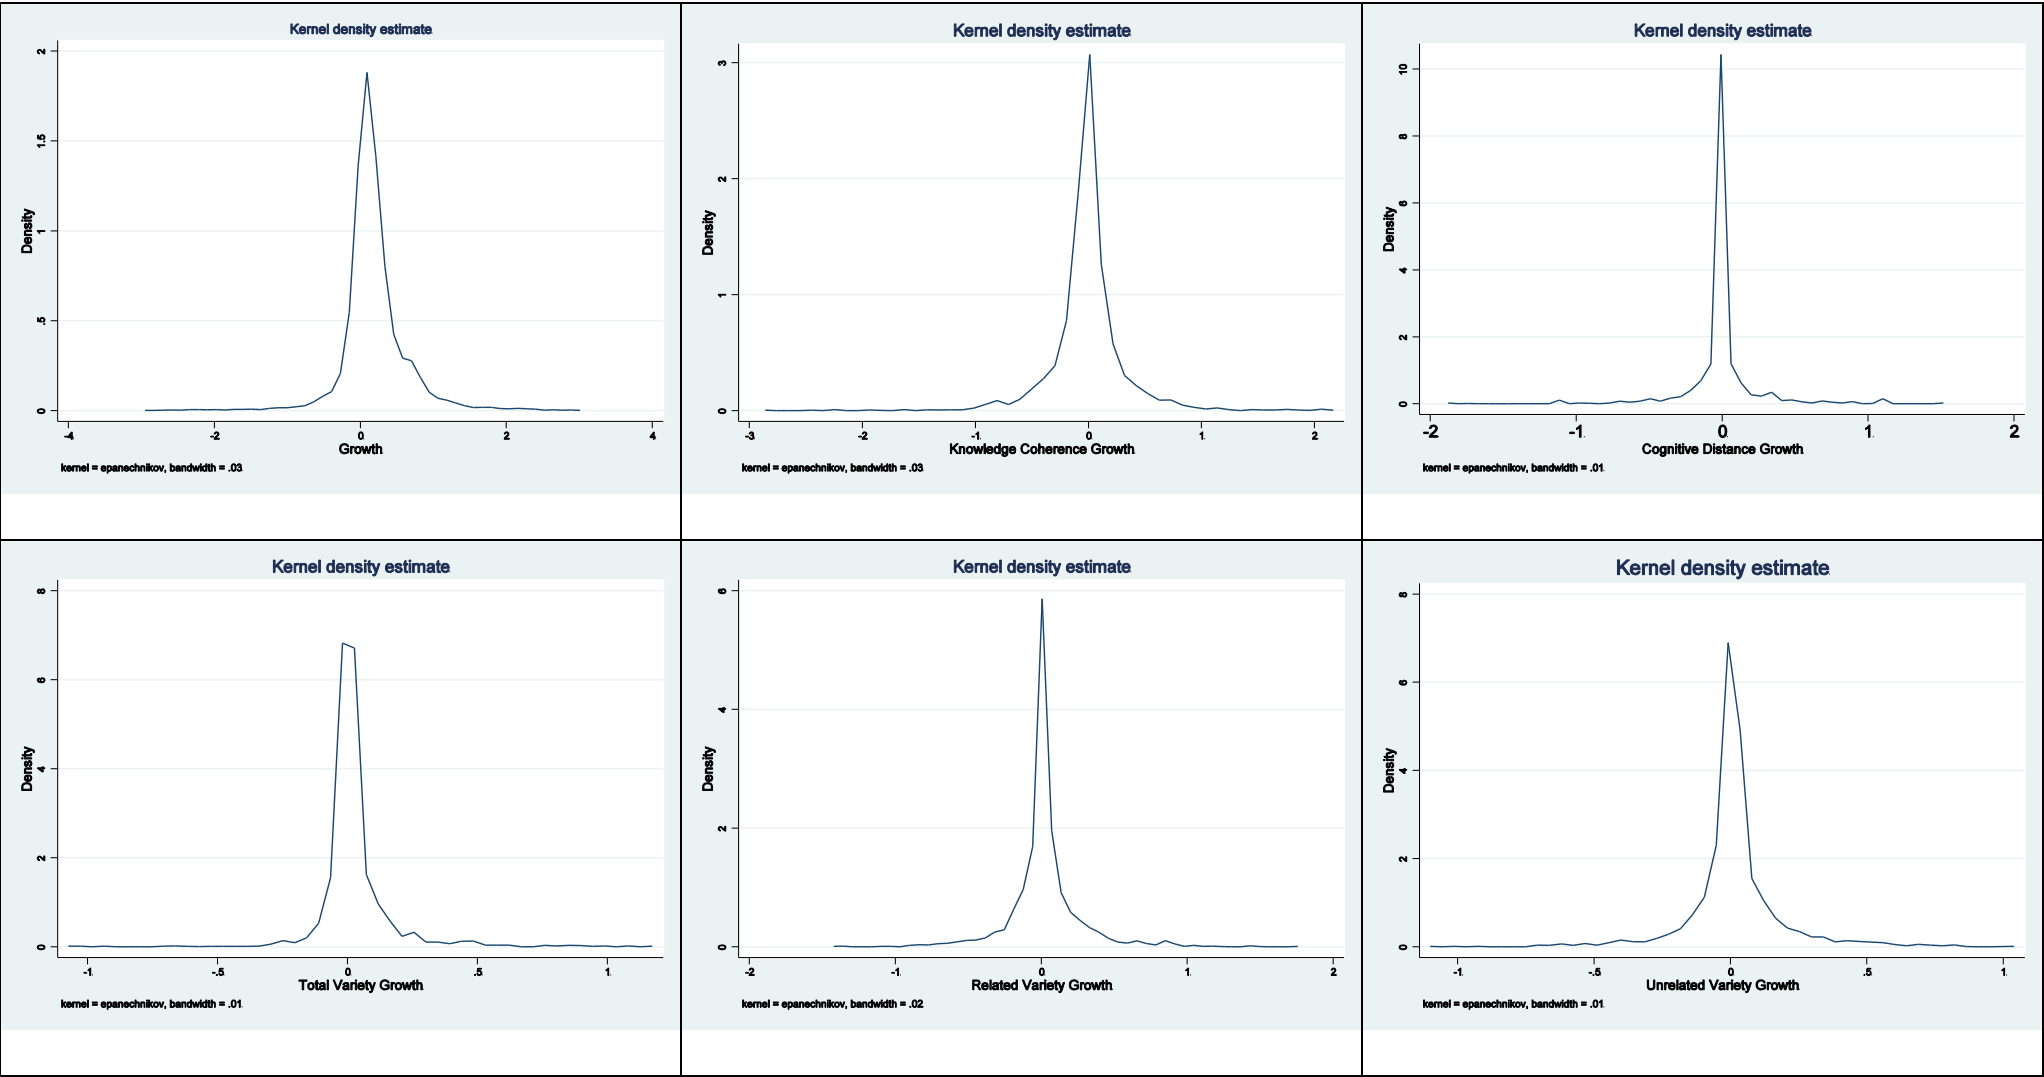 Kernel density estimate
2
1.5
1
.5
0
Density
-4 -2 0 2 4
Growth
kernel = epanechnikov, bandwidth = .03
Kernel density estimate
3
2
1
0
Density
-3 -2 -1 0 1 2
Knowledge Coherence Growth
kernel = epanechnikov, bandwidth = .03
Kernel density estimate
10
8
6
4
2
0
Density
-2 -1 0 1 2
Cognitive Distance Growth
kernel = epanechnikov, bandwidth = .01
Kernel density estimate
8
6
4
2
0
Density
-1 -.5 0 .5 1
Total Variety Growth
kernel = epanechnikov, bandwidth = .01
Kernel density estimate
6
4
2
0
Density
-2 -1 0 1 2
Related Variety Growth
kernel = epanechnikov, bandwidth = .02
Kernel density estimate
8
6
4
2
0
Density
-1 -.5 0 .5 1
Unrelated Variety Growth
kernel = epanechnikov, bandwidth = .01